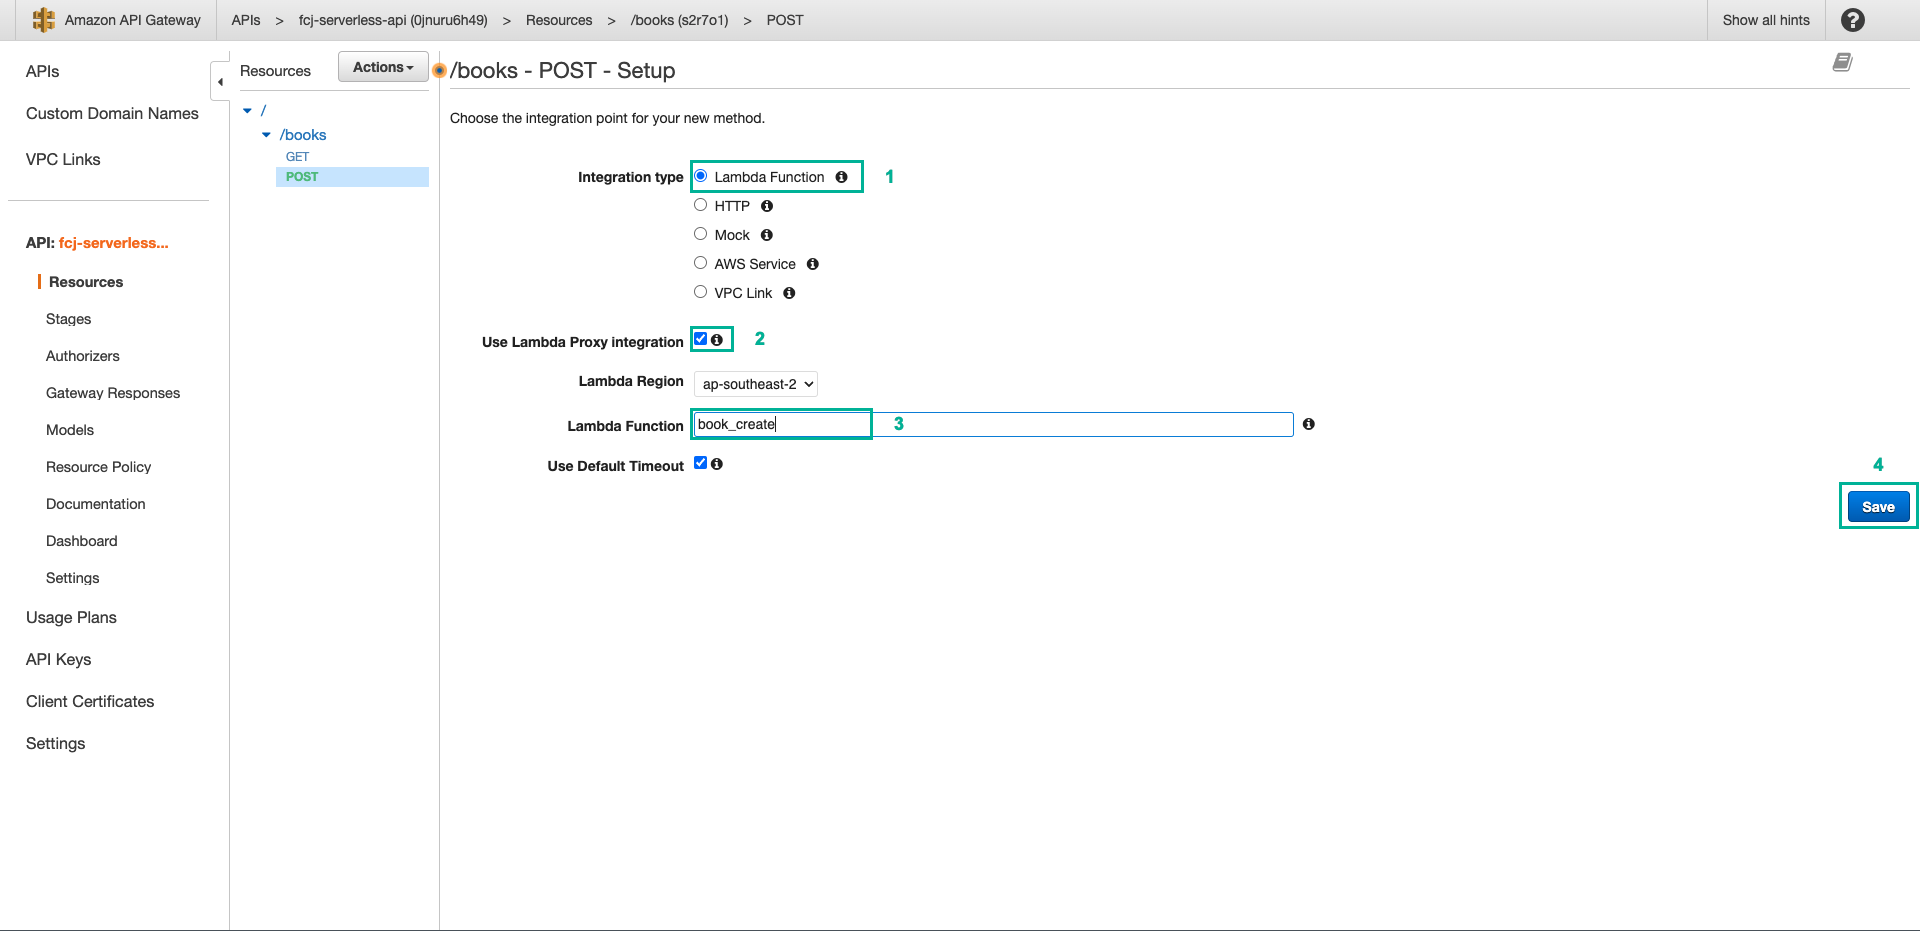 Amazon API Gateway APIs > fcj-serverless-api (0jnuru6h49) > Resources > /books (s2r7o1) > POST Show all hints ?
APIs
Custom Domain Names
VPC Links
API: fcj-serverless...
Resources
Stages
Authorizers
Gateway Responses
Models
Resource Policy
Documentation
Dashboard
Settings
Usage Plans
API Keys
Client Certificates
Settings
Resources Actions
/
/books
GET
POST
/books - POST - Setup
Choose the integration point for your new method.
Integration type Lambda Function 1
HTTP
Mock
AWS Service
VPC Link
Use Lambda Proxy integration 2
Lambda Region ap-southeast-2
Lambda Function book_create 3
Use Default Timeout
4
Save